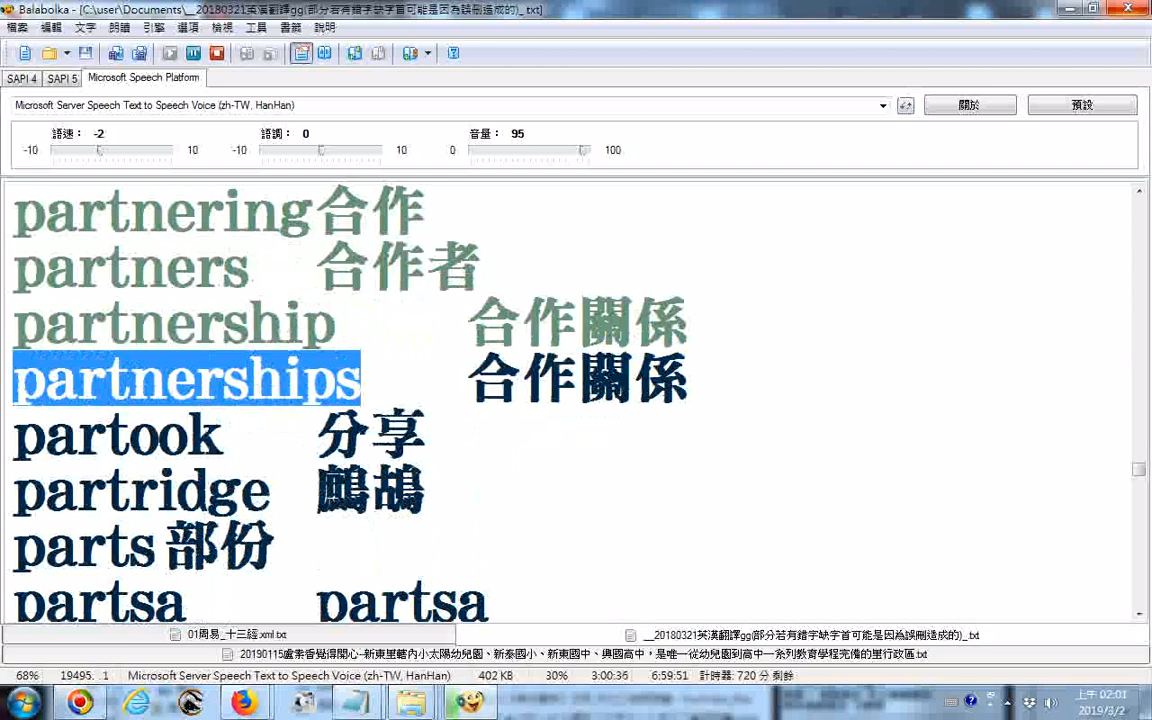 Balabolka - [C:\user\Documents\__20180321英漢翻譯gg(部分若有錯字缺字首可能是因為誤刪造成的)_.txt]
檔案 編輯 文字 朗讀 引擎 選項 檢視 工具 書籤 說明
SAPI 4 SAPI 5 Microsoft Speech Platform
Microsoft Server Speech Text to Speech Voice (zh-TW, HanHan) 關於 預設
語速： -2 語調： 0 音量： 95
-10 10 -10 10 0 100
partnering合作
partners 合作者
partnership 合作關係
partnerships 合作關係
partook 分享
partridge 鷓鴣
parts 部份
partsa partsa
01周易_十三經.xml.txt __20180321英漢翻譯gg(部分若有錯字缺字首可能是因為誤刪造成的)_.txt
20190115盧素香覺得開心-新東里轄內小太陽幼兒園、新泰國小、新東國中、興國高中，是唯一從幼兒園到高中一系列教育學程完備的里行政區.txt
68% 19495. .1 Microsoft Server Speech Text to Speech Voice (zh-TW, HanHan) 402 KB 30% 3:00:36 6:59:51 計時器: 720 分 剩餘
上午 02:01
2019/3/2